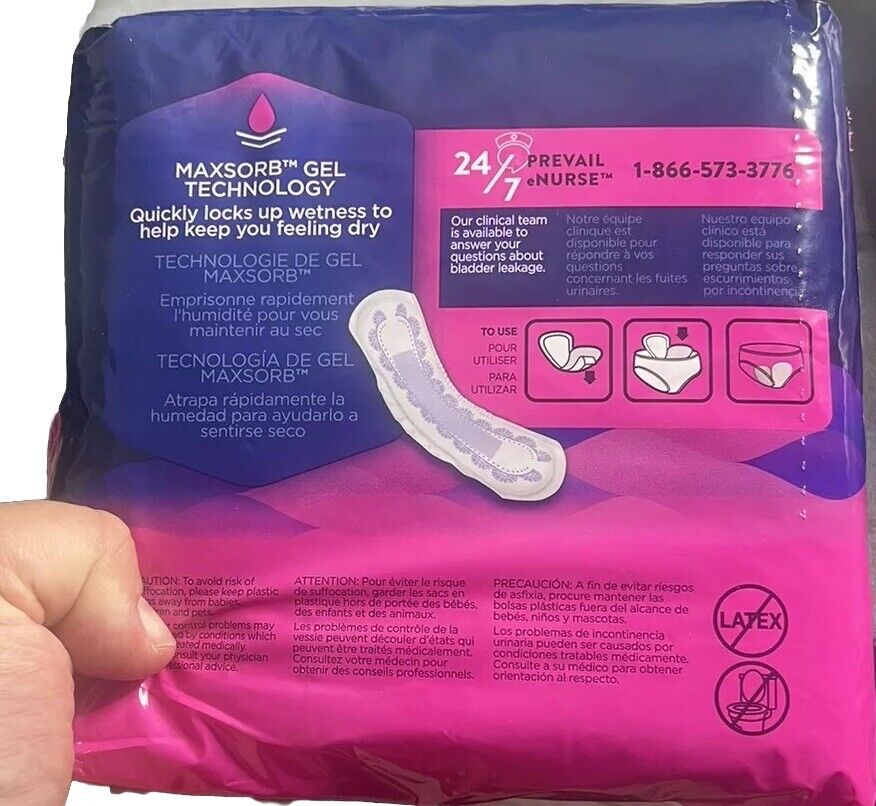 MAXSORB™ GEL
TECHNOLOGY
Quickly locks up wetness to
help keep you feeling dry
TECHNOLOGIE DE GEL
MAXSORB™
Emprisonne rapidement
l'humidité pour vous
maintenir au sec
TECNOLOGÍA DE GEL
MAXSORB™
Atrapa rápidamente la
humedad para ayudarlo a
sentirse seco
24/7 PREVAIL
eNURSE™
1-866-573-3776
Our clinical team
is available to
answer your
questions about
bladder leakage.
Notre équipe
clinique est
disponible pour
répondre à vos
questions
concernant les fuites
urinaires.
Nuestro equipo
clínico está
disponible para
responder sus
preguntas sobre
escurrimientos
por incontinencia
TO USE
POUR
UTILISER
PARA
UTILIZAR
To avoid risk of
please keep plastic
away from babies,
and pets.
control problems may
by conditions which
medically.
your physician
advice.
ATTENTION: Pour éviter le risque
de suffocation, garder les sacs en
plastique hors de portée des bébés,
des enfants et des animaux.
Les problèmes de contrôle de la
vessie peuvent découler d'états qui
peuvent être traités médicalement.
Consultez votre médecin pour
obtenir des conseils professionnels.
PRECAUCIÓN: A fin de evitar riesgos
de asfixia, procure mantener las
bolsas plásticas fuera del alcance de
bebés, niños y mascotas.
Los problemas de incontinencia
urinaria pueden ser causados por
condiciones tratables médicamente.
Consulte a su médico para obtener
orientación al respecto.
LATEX